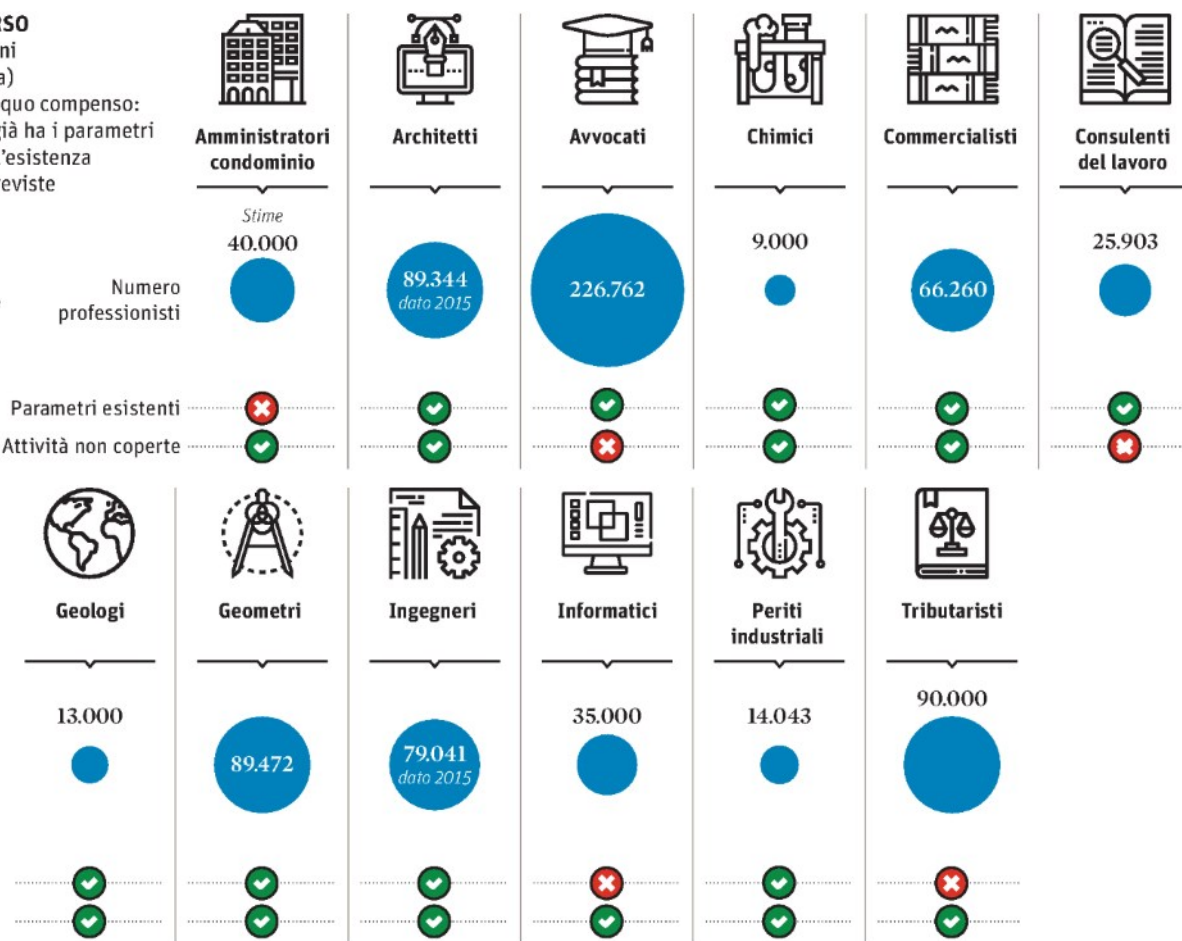 ni
a)
quo compenso:
già ha i parametri
l'esistenza
eviste
Amministratori
condominio
Architetti
Avvocati
Chimici
Commercialisti
Consulenti
del lavoro
Numero
professionisti
Stime
40.000
89.344
dato 2015
226.762
9.000
66.260
25.903
Parametri esistenti
Attività non coperte
Geologi
Geometri
Ingegneri
Informatici
Periti
industriali
Tributaristi
13.000
89.472
79.041
dato 2015
35.000
14.043
90.000